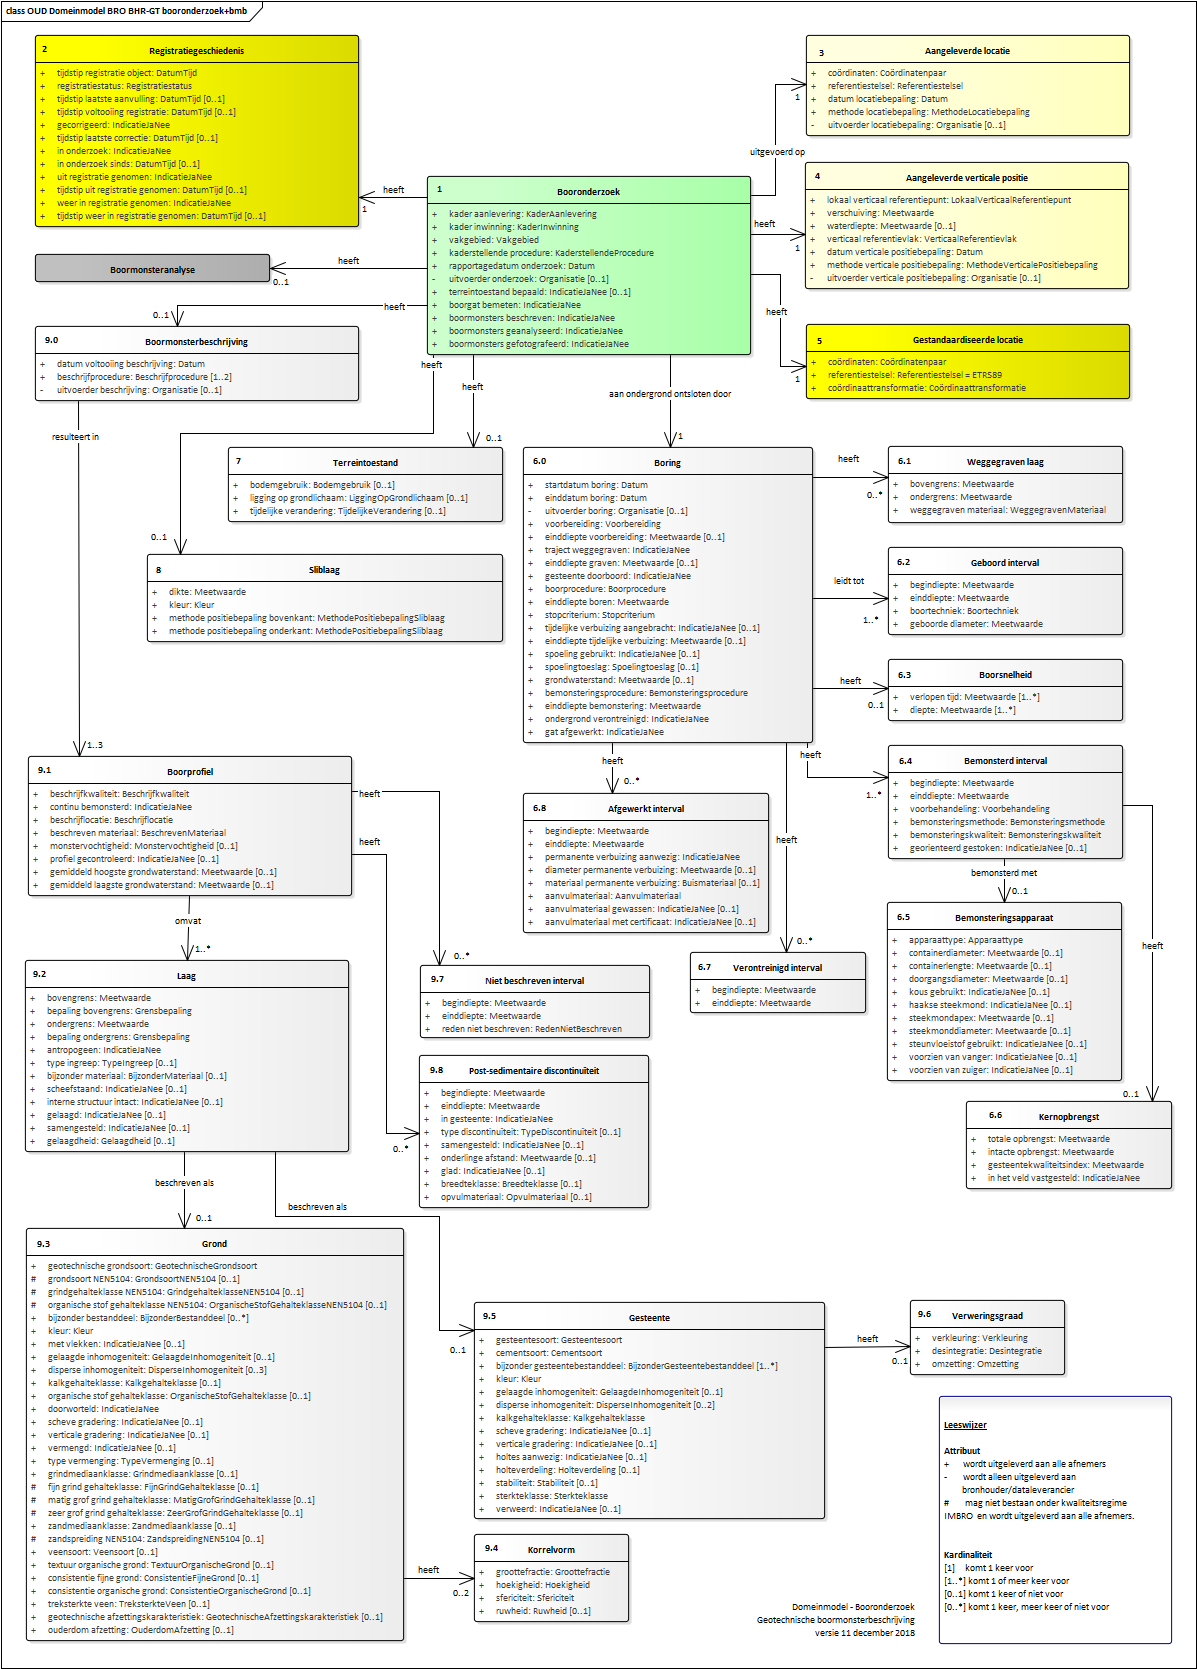 class OUD Domeinmodel BRO BHR-GT booronderzoek+bmb
2 Registratiegeschiedenis
+ tijdstip registratie object: DatumTijd
+ registratiestatus: Registratiestatus
+ tijdstip laatste aanvulling: DatumTijd [0..1]
+ tijdstip voltooiing registratie: DatumTijd [0..1]
+ gecorrigeerd: IndicatieJaNee
+ tijdstip laatste correctie: DatumTijd [0..1]
+ in onderzoek: IndicatieJaNee
+ in onderzoek sinds: DatumTijd [0..1]
+ uit registratie genomen: IndicatieJaNee
+ tijdstip uit registratie genomen: DatumTijd [0..1]
+ weer in registratie genomen: IndicatieJaNee
+ tijdstip weer in registratie genomen: DatumTijd [0..1]
3 Aangeleverde locatie
+ coördinaten: Coördinatenpaar
+ referentiestelsel: Referentiestelsel
+ datum locatiebepaling: Datum
+ methode locatiebepaling: MethodeLocatiebepaling
- uitvoerder locatiebepaling: Organisatie [0..1]
1
uitgevoerd op
4 Aangeleverde verticale positie
+ lokaal verticaal referentiepunt: LokaalVerticaalReferentiepunt
+ verschuiving: Meetwaarde
+ waterdiepte: Meetwaarde [0..1]
+ verticaal referentievlak: VerticaalReferentievlak
+ datum verticale positiebepaling: Datum
+ methode verticale positiebepaling: MethodeVerticalePositiebepaling
- uitvoerder verticale positiebepaling: Organisatie [0..1]
heeft
1
1 Booronderzoek
+ kader aanlevering: KaderAanlevering
+ kader inwinning: KaderInwinning
+ vakgebied: Vakgebied
+ kaderstellende procedure: KaderstellendeProcedure
+ rapportagedatum onderzoek: Datum
- uitvoerder onderzoek: Organisatie [0..1]
+ terreintoestand bepaald: IndicatieJaNee [0..1]
+ boorgat bemeten: IndicatieJaNee
+ boormonsters beschreven: IndicatieJaNee
+ boormonsters geanalyseerd: IndicatieJaNee
+ boormonsters gefotografeerd: IndicatieJaNee
heeft
1
Boormonsteranalyse
heeft
0..1
heeft
0..1
9.0 Boormonsterbeschrijving
+ datum voltooiing beschrijving: Datum
+ beschrijfprocedure: Beschrijfprocedure [1..2]
- uitvoerder beschrijving: Organisatie [0..1]
heeft
1
5 Gestandaardiseerde locatie
+ coördinaten: Coördinatenpaar
+ referentiestelsel: Referentiestelsel = ETRS89
+ coördinaattransformatie: Coördinaattransformatie
heeft
heeft
aan ondergrond ontsloten door
0..1
1
resulteert in
7 Terreintoestand
+ bodemgebruik: Bodemgebruik [0..1]
+ ligging op grondlichaam: LiggingOpGrondlichaam [0..1]
+ tijdelijke verandering: TijdelijkeVerandering [0..1]
0..1
8 Sliblaag
+ dikte: Meetwaarde
+ kleur: Kleur
+ methode positiebepaling bovenkant: MethodePositiebepalingSliblaag
+ methode positiebepaling onderkant: MethodePositiebepalingSliblaag
6.0 Boring
+ startdatum boring: Datum
+ einddatum boring: Datum
- uitvoerder boring: Organisatie [0..1]
+ voorbereiding: Voorbereiding
+ einddiepte voorbereiding: Meetwaarde [0..1]
+ traject weggegraven: IndicatieJaNee
+ einddiepte graven: Meetwaarde [0..1]
+ gesteente doorboord: IndicatieJaNee
+ boorprocedure: Boorprocedure
+ einddiepte boren: Meetwaarde
+ stopcriterium: Stopcriterium
+ tijdelijke verbuizing aangebracht: IndicatieJaNee [0..1]
+ einddiepte tijdelijke verbuizing: Meetwaarde [0..1]
+ spoeling gebruikt: IndicatieJaNee [0..1]
+ spoelingtoeslag: Spoelingtoeslag [0..1]
+ grondwaterstand: Meetwaarde [0..1]
+ bemonsteringsprocedure: Bemonsteringsprocedure
+ einddiepte bemonstering: Meetwaarde
+ ondergrond verontreinigd: IndicatieJaNee
+ gat afgewerkt: IndicatieJaNee
heeft
0..*
6.1 Weggegraven laag
+ bovengrens: Meetwaarde
+ ondergrens: Meetwaarde
+ weggegraven materiaal: WeggegravenMateriaal
leidt tot
1..*
6.2 Geboord interval
+ begindiepte: Meetwaarde
+ einddiepte: Meetwaarde
+ boortechniek: Boortechniek
+ geboorde diameter: Meetwaarde
heeft
0..1
6.3 Boorsnelheid
+ verlopen tijd: Meetwaarde [1..*]
+ diepte: Meetwaarde [1..*]
heeft
1..*
6.4 Bemonsterd interval
+ begindiepte: Meetwaarde
+ einddiepte: Meetwaarde
+ voorbehandeling: Voorbehandeling
+ bemonsteringsmethode: Bemonsteringsmethode
+ bemonsteringskwaliteit: Bemonsteringskwaliteit
+ georienteerd gestoken: IndicatieJaNee [0..1]
bemonsterd met
0..1
6.5 Bemonsteringsapparaat
+ apparaattype: Apparaattype
+ containerdiameter: Meetwaarde [0..1]
+ containerlengte: Meetwaarde [0..1]
+ doorgangsdiameter: Meetwaarde [0..1]
+ kous gebruikt: IndicatieJaNee [0..1]
+ haakse steekmond: IndicatieJaNee [0..1]
+ steekmondapex: Meetwaarde [0..1]
+ steekmonddiameter: Meetwaarde [0..1]
+ steunvloeistof gebruikt: IndicatieJaNee [0..1]
+ voorzien van vanger: IndicatieJaNee [0..1]
+ voorzien van zuiger: IndicatieJaNee [0..1]
heeft
0..1
6.6 Kernopbrengst
+ totale opbrengst: Meetwaarde
+ intacte opbrengst: Meetwaarde
+ gesteentekwaliteitsindex: Meetwaarde
+ in het veld vastgesteld: IndicatieJaNee
heeft
0..*
6.8 Afgewerkt interval
+ begindiepte: Meetwaarde
+ einddiepte: Meetwaarde
+ permanente verbuizing aanwezig: IndicatieJaNee
+ diameter permanente verbuizing: Meetwaarde [0..1]
+ materiaal permanente verbuizing: Buismateriaal [0..1]
+ aanvulmateriaal: Aanvulmateriaal
+ aanvulmateriaal gewassen: IndicatieJaNee [0..1]
+ aanvulmateriaal met certificaat: IndicatieJaNee [0..1]
heeft
0..*
6.7 Verontreinigd interval
+ begindiepte: Meetwaarde
+ einddiepte: Meetwaarde
1..3
9.1 Boorprofiel
+ beschrijfkwaliteit: Beschrijfkwaliteit
+ continu bemonsterd: IndicatieJaNee
+ beschrijflocatie: Beschrijflocatie
+ beschreven materiaal: BeschrevenMateriaal
+ monstervochtigheid: Monstervochtigheid [0..1]
+ profiel gecontroleerd: IndicatieJaNee [0..1]
+ gemiddeld hoogste grondwaterstand: Meetwaarde [0..1]
+ gemiddeld laagste grondwaterstand: Meetwaarde [0..1]
heeft
heeft
omvat
1..*
9.2 Laag
+ bovengrens: Meetwaarde
+ bepaling bovengrens: Grensbepaling
+ ondergrens: Meetwaarde
+ bepaling ondergrens: Grensbepaling
+ antropogeen: IndicatieJaNee
+ type ingreep: TypeIngreep [0..1]
+ bijzonder materiaal: BijzonderMateriaal [0..1]
+ scheefstaand: IndicatieJaNee [0..1]
+ interne structuur intact: IndicatieJaNee [0..1]
+ gelaagd: IndicatieJaNee [0..1]
+ samengesteld: IndicatieJaNee [0..1]
+ gelaagdheid: Gelaagdheid [0..1]
0..*
9.7 Niet beschreven interval
+ begindiepte: Meetwaarde
+ einddiepte: Meetwaarde
+ reden niet beschreven: RedenNietBeschreven
0..*
9.8 Post-sedimentaire discontinuïteit
+ begindiepte: Meetwaarde
+ einddiepte: Meetwaarde
+ in gesteente: IndicatieJaNee
+ type discontinuïteit: TypeDiscontinuïteit [0..1]
+ samengesteld: IndicatieJaNee [0..1]
+ onderlinge afstand: Meetwaarde [0..1]
+ glad: IndicatieJaNee [0..1]
+ breedteklasse: Breedteklasse [0..1]
+ opvulmateriaal: Opvulmateriaal [0..1]
beschreven als
0..1
beschreven als
0..1
9.3 Grond
+ geotechnische grondsoort: GeotechnischeGrondsoort
# grondsoort NEN5104: GrondsoortNEN5104 [0..1]
# grindgehalteklasse NEN5104: GrindgehalteklasseNEN5104 [0..1]
# organische stof gehalteklasse NEN5104: OrganischeStofGehalteklasseNEN5104 [0..1]
+ bijzonder bestanddeel: BijzonderBestanddeel [0..*]
+ kleur: Kleur
+ met vlekken: IndicatieJaNee [0..1]
+ gelaagde inhomogeniteit: GelaagdeInhomogeniteit [0..1]
+ disperse inhomogeniteit: DisperseInhomogeniteit [0..3]
+ kalkgehalteklasse: Kalkgehalteklasse [0..1]
+ organische stof gehalteklasse: OrganischeStofGehalteklasse [0..1]
+ doorworteld: IndicatieJaNee
+ scheve gradering: IndicatieJaNee [0..1]
+ verticale gradering: IndicatieJaNee [0..1]
+ vermengd: IndicatieJaNee [0..1]
+ type vermenging: TypeVermenging [0..1]
+ grindmediaanklasse: Grindmediaanklasse [0..1]
# fijn grind gehalteklasse: FijnGrindGehalteklasse [0..1]
# matig grof grind gehalteklasse: MatigGrofGrindGehalteklasse [0..1]
# zeer grof grind gehalteklasse: ZeerGrofGrindGehalteklasse [0..1]
+ zandmediaanklasse: Zandmediaanklasse [0..1]
# zandspreiding NEN5104: ZandspreidingNEN5104 [0..1]
+ veensoort: Veensoort [0..1]
+ textuur organische grond: TextuurOrganischeGrond [0..1]
+ consistentie fijne grond: ConsistentieFijneGrond [0..1]
+ consistentie organische grond: ConsistentieOrganischeGrond [0..1]
+ treksterkte veen: TreksterkteVeen [0..1]
+ geotechnische afzettingskarakteristiek: GeotechnischeAfzettingskarakteristiek [0..1]
+ ouderdom afzetting: OuderdomAfzetting [0..1]
9.5 Gesteente
+ gesteentesoort: Gesteentesoort
+ cementsoort: Cementsoort
+ bijzonder gesteentebestanddeel: BijzonderGesteentebestanddeel [1..*]
+ kleur: Kleur
+ gelaagde inhomogeniteit: GelaagdeInhomogeniteit [0..1]
+ disperse inhomogeniteit: DisperseInhomogeniteit [0..2]
+ kalkgehalteklasse: Kalkgehalteklasse
+ scheve gradering: IndicatieJaNee [0..1]
+ verticale gradering: IndicatieJaNee [0..1]
+ holtes aanwezig: IndicatieJaNee [0..1]
+ holteverdeling: Holteverdeling [0..1]
+ stabiliteit: Stabiliteit [0..1]
+ sterkteklasse: Sterkteklasse
+ verweerd: IndicatieJaNee [0..1]
heeft
0..1
9.6 Verweringsgraad
+ verkleuring: Verkleuring
+ desintegratie: Desintegratie
+ omzetting: Omzetting
heeft
0..2
9.4 Korrelvorm
+ groottefractie: Groottefractie
+ hoekigheid: Hoekigheid
+ sfericiteit: Sfericiteit
+ ruwheid: Ruwheid [0..1]
Leeswijzer
Attribuut
+ wordt uitgeleverd aan alle afnemers
- wordt alleen uitgeleverd aan
bronhouder/dataleverancier
# mag niet bestaan onder kwaliteitsregime
IMBRO en wordt uitgeleverd aan alle afnemers.
Kardinaliteit
[1] komt 1 keer voor
[1..*] komt 1 of meer keer voor
[0..1] komt 1 keer of niet voor
[0..*] komt 1 keer, meer keer of niet voor
Domeinmodel - Booronderzoek
Geotechnische boormonsterbeschrijving
versie 11 december 2018